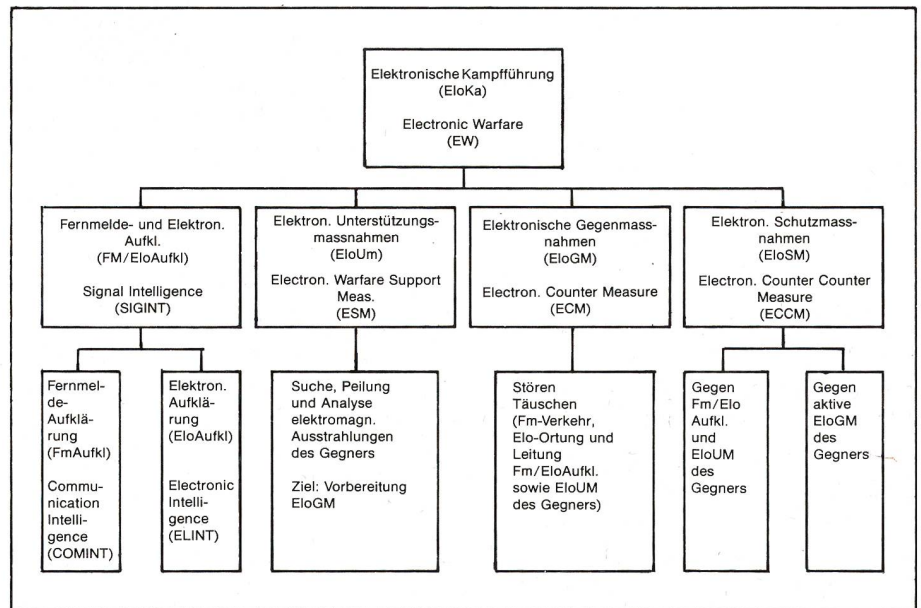 Elektronische Kampfführung
(EloKa)
Electronic Warfare
(EW)
Fernmelde- und Elektron.
Aufkl.
(FM/EloAufkl)
Signal Intelligence
(SIGINT)
Elektron. Unterstützungs-
massnahmen
(EloUm)
Electron. Warfare Support
Meas.
(ESM)
Elektronische Gegenmass-
nahmen
(EloGM)
Electron. Counter Measure
(ECM)
Elektron. Schutzmass-
nahmen
(EloSM)
Electron. Counter Counter
Measure
(ECCM)
Fernmel-
de-
Aufklä-
rung
(FmAufkl)
Commu-
nication
Intelli-
gence
(COMINT)
Elektron.
Aufklä-
rung
(EloAufkl)
Electronic
Intelli-
gence
(ELINT)
Suche, Peilung
und Analyse
elektromagn.
Ausstrahlungen
des Gegners
Ziel: Vorbereitung
EloGM
Stören
Täuschen
(Fm-Verkehr,
Elo-Ortung und
Leitung
Fm/EloAufkl.
sowie EloUM
des Gegners)
Gegen
Fm/Elo
Aufkl.
und
EloUM
des
Gegners
Gegen
aktive
EloGM
des
Gegners